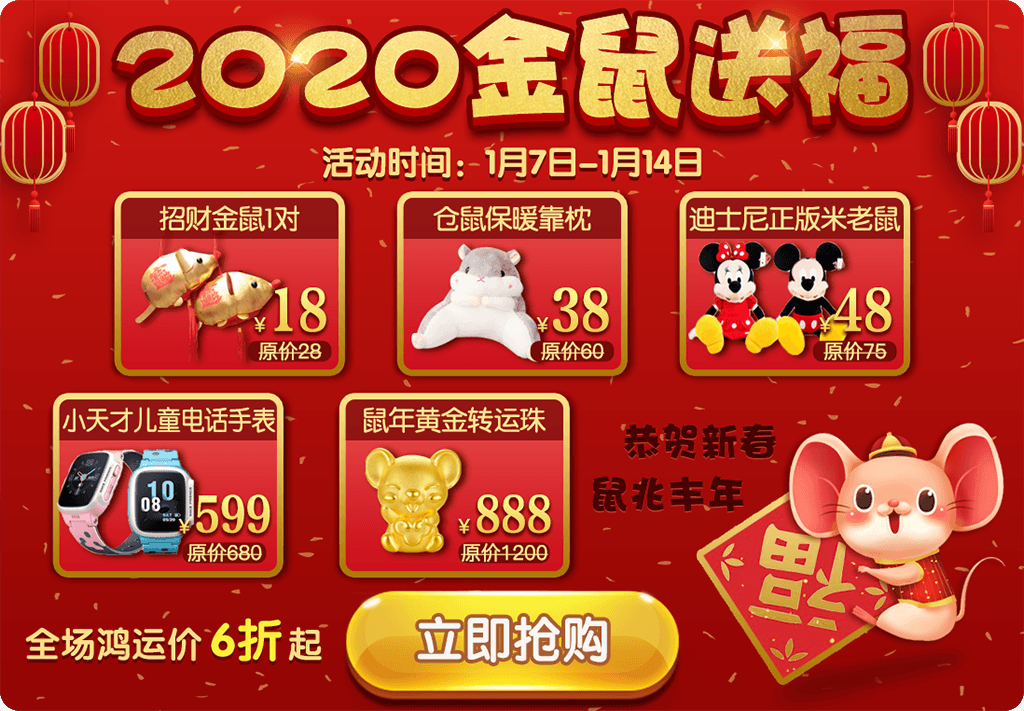 2020金鼠送福
活动时间：1月7日-1月14日
招财金鼠1对
¥18
原价28
仓鼠保暖靠枕
¥38
原价60
迪士尼正版米老鼠
¥48
原价75
小天才儿童电话手表
10
08
¥599
原价680
鼠年黄金转运珠
¥888
原价1200
恭贺新春
鼠兆丰年
福
全场鸿运价6折起
立即抢购